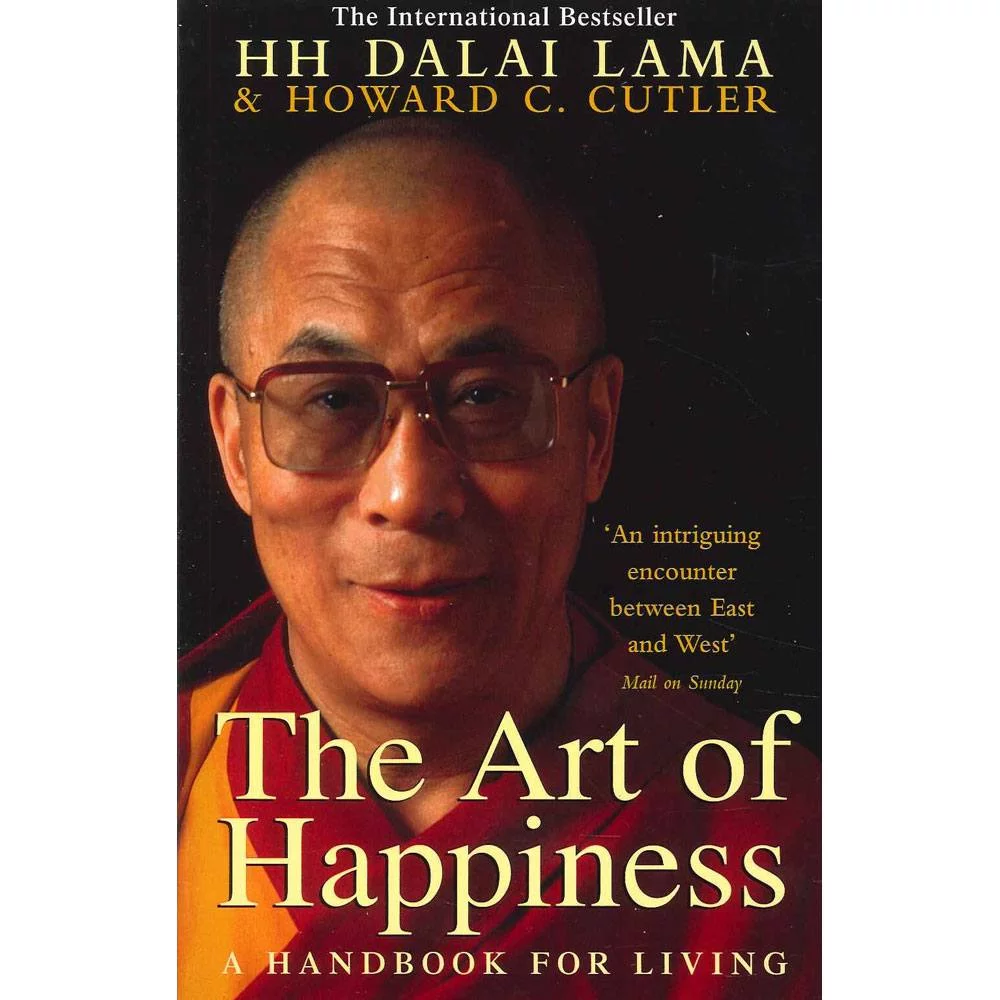 The International Bestseller
HH DALAI LAMA
& HOWARD C. CUTLER
‘An intriguing
encounter
between East
and West’
Mail on Sunday
The Art of
Happiness
A HANDBOOK FOR LIVING